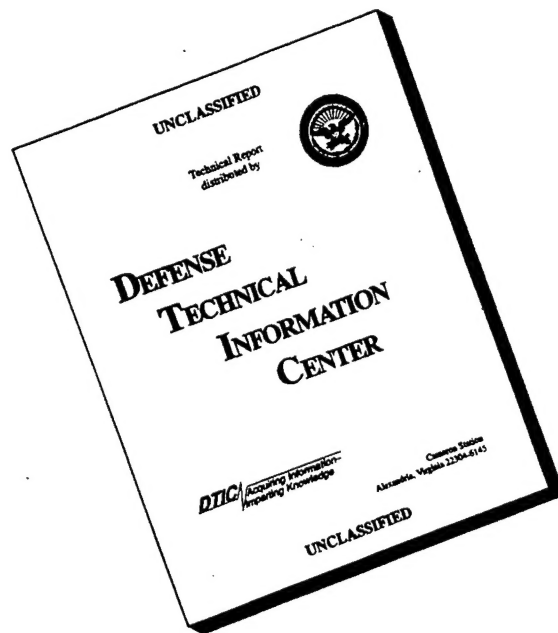 UNCLASSIFIED
Technical Report
distributed by
DEFENSE
TECHNICAL
INFORMATION
CENTER
DTIC
Acquiring Information–
Imparting Knowledge
Cameron Station
Alexandria, Virginia 22304-6145
UNCLASSIFIED